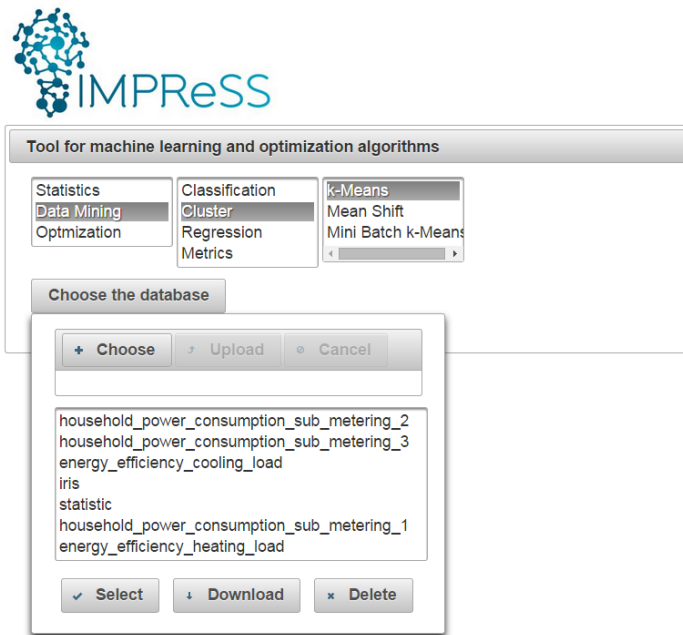 IMPReSS
Tool for machine learning and optimization algorithms
Statistics
Data Mining
Optmization
Classification
Cluster
Regression
Metrics
k-Means
Mean Shift
Mini Batch k-Means
Choose the database
Choose
Upload
Cancel
household_power_consumption_sub_metering_2
household_power_consumption_sub_metering_3
energy_efficiency_cooling_load
iris
statistic
household_power_consumption_sub_metering_1
energy_efficiency_heating_load
Select
Download
Delete